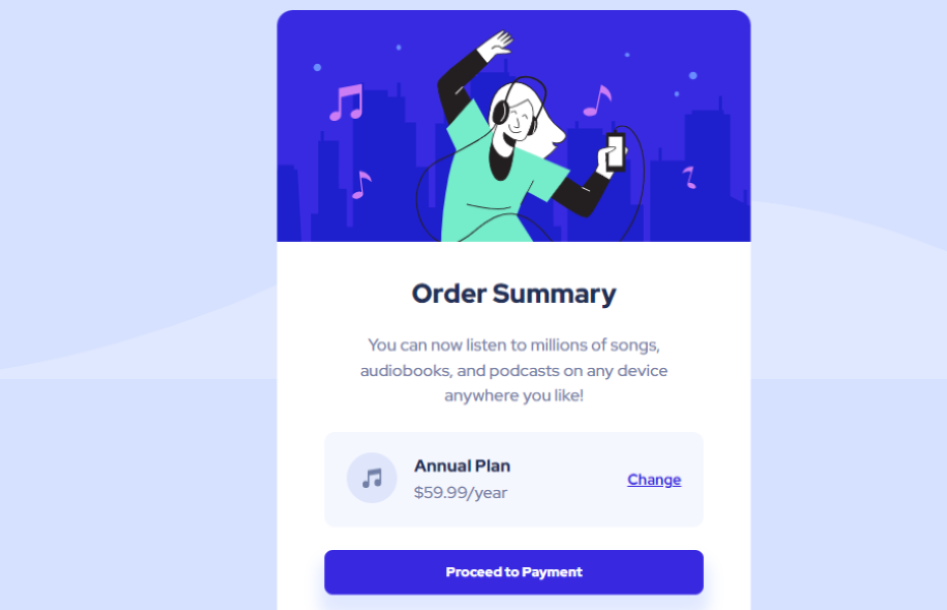 Order Summary
You can now listen to millions of songs,
audiobooks, and podcasts on any device
anywhere you like!
Annual Plan
$59.99/year
Change
Proceed to Payment